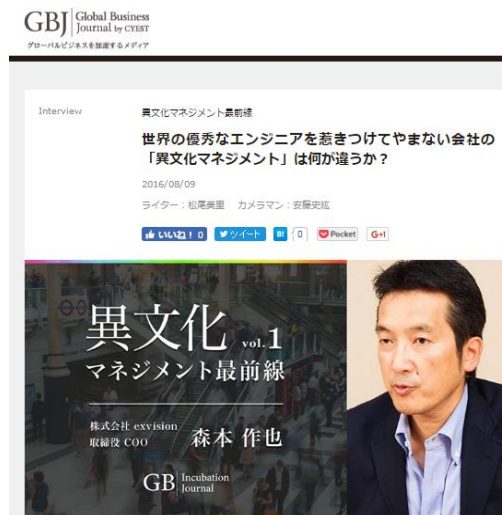 GBJ Global Business
Journal by CYEST
グローバルビジネスを加速するメディア
Interview
異文化マネジメント最前線
世界の優秀なエンジニアを惹きつけてやまない会社の
「異文化マネジメント」は何が違うか？
2016/08/09
ライター：松尾美里 カメラマン：安藤史紘
いいね！ 0 ツイート B! 0 Pocket G+1
異文化 vol.1
マネジメント最前線
株式会社 exvision
取締役 COO 森本 作也
GB Incubation
Journal